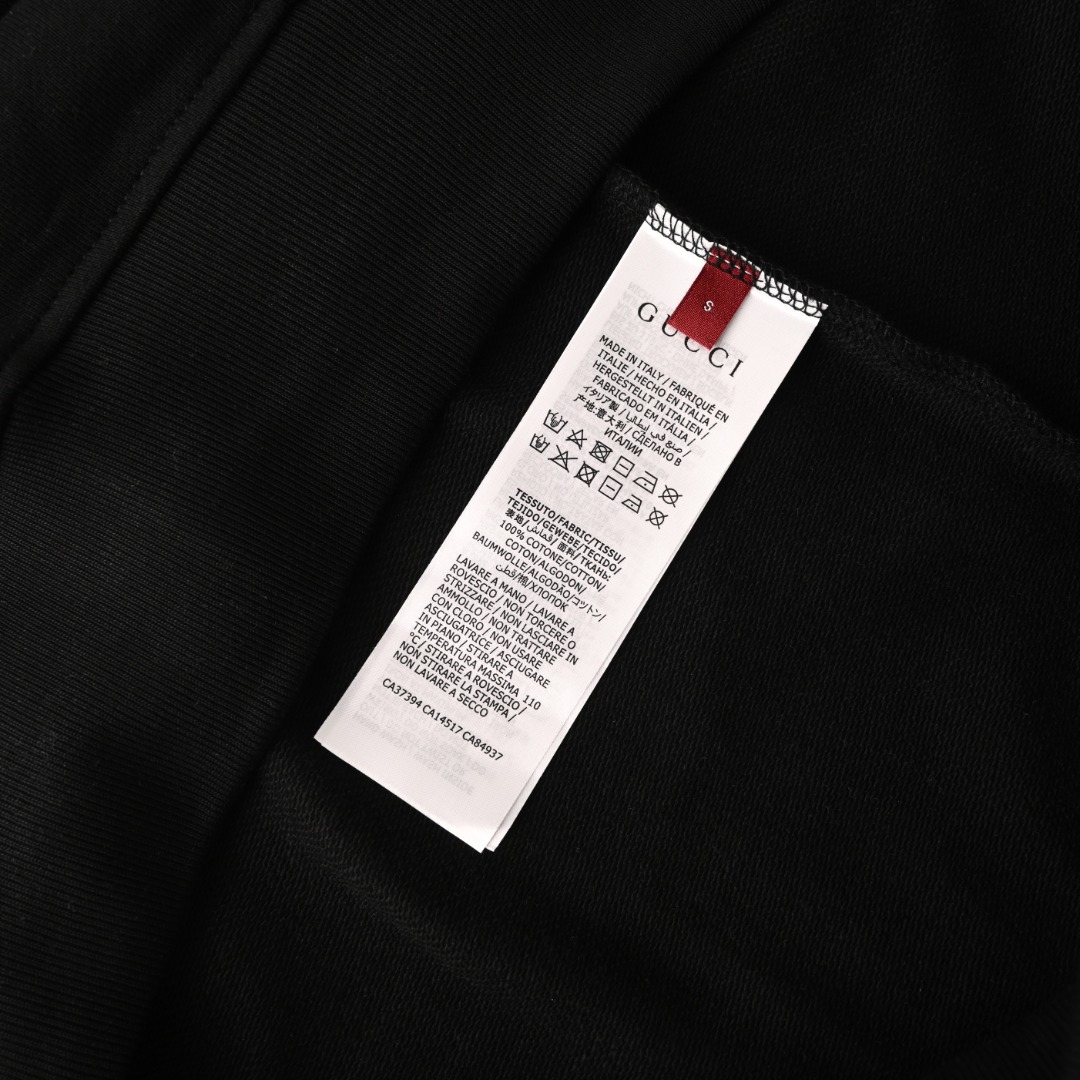 S
GUCCI
MADE IN ITALY / FABRIQUÉ EN
ITALIE / HECHO EN ITALIA /
HERGESTELLT IN ITALIEN /
FABRICADO EM ITÁLIA /
イタリア製 / صنع في إيطاليا /
产地:意大利 / СДЕЛАНО В
ИТАЛИИ
TESSUTO/FABRIC/TISSU/
TEJIDO/GEWEBE/TECIDO/
表地/قماش/面料/ТКАНЬ:
100% COTONE/COTTON/
COTON/ALGODON/
BAUMWOLLE/ALGODÃO/コットン/
قطن/棉/ХЛОПОК
LAVARE A MANO / LAVARE A
ROVESCIO / NON TORCERE O
STRIZZARE / NON LASCIARE IN
AMMOLLO / NON TRATTARE
CON CLORO / NON USARE
ASCIUGATRICE / ASCIUGARE
IN PIANO / STIRARE A
TEMPERATURA MASSIMA 110
°C / STIRARE A ROVESCIO /
NON STIRARE LA STAMPA /
NON LAVARE A SECCO
CA37394 CA14517 CA84937